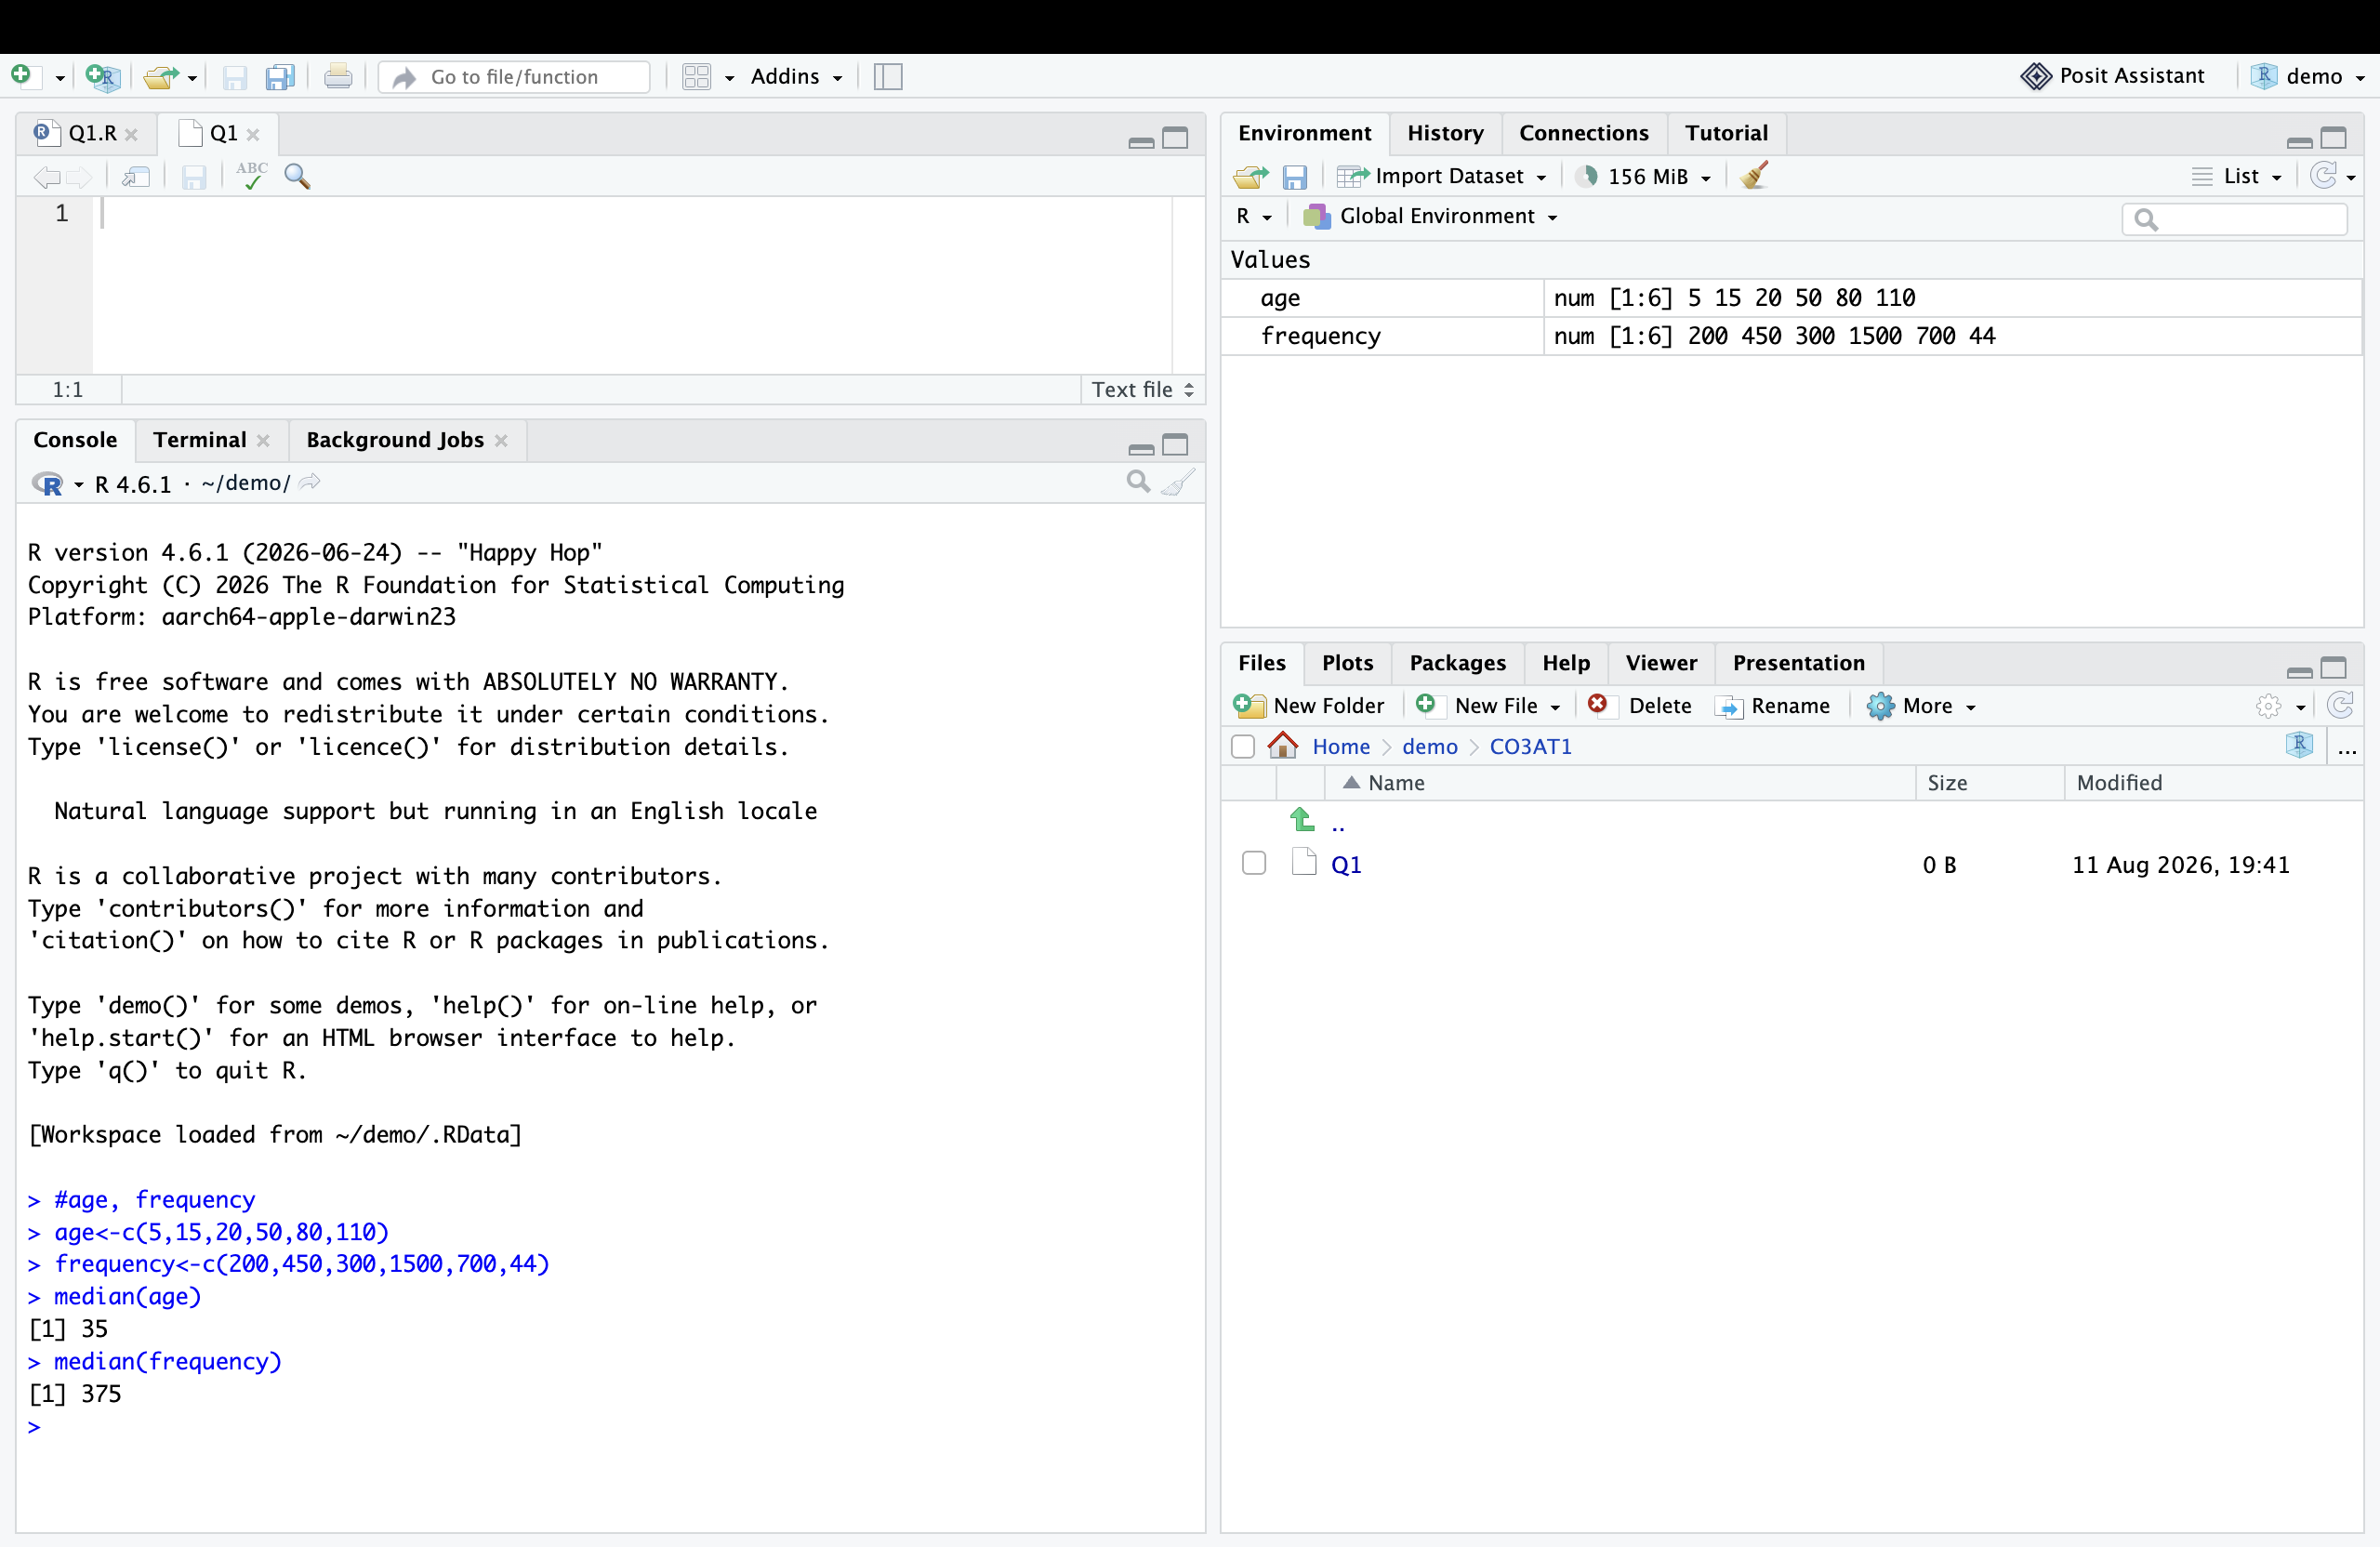 Go to file/function
Addins
Posit Assistant
demo
Q1.R
Q1
ABC
1
1:1
Text file
Console
Terminal
Background Jobs
R 4.6.1 · ~/demo/
R version 4.6.1 (2026-06-24) -- "Happy Hop"
Copyright (C) 2026 The R Foundation for Statistical Computing
Platform: aarch64-apple-darwin23
R is free software and comes with ABSOLUTELY NO WARRANTY.
You are welcome to redistribute it under certain conditions.
Type 'license()' or 'licence()' for distribution details.
Natural language support but running in an English locale
R is a collaborative project with many contributors.
Type 'contributors()' for more information and
'citation()' on how to cite R or R packages in publications.
Type 'demo()' for some demos, 'help()' for on-line help, or
'help.start()' for an HTML browser interface to help.
Type 'q()' to quit R.
[Workspace loaded from ~/demo/.RData]
> #age, frequency
> age<-c(5,15,20,50,80,110)
> frequency<-c(200,450,300,1500,700,44)
> median(age)
[1] 35
> median(frequency)
[1] 375
>
Environment
History
Connections
Tutorial
Import Dataset
156 MiB
List
R
Global Environment
Values
age num [1:6] 5 15 20 50 80 110
frequency num [1:6] 200 450 300 1500 700 44
Files
Plots
Packages
Help
Viewer
Presentation
New Folder
New File
Delete
Rename
More
Home > demo > CO3AT1
...
Name Size Modified
..
Q1 0 B 11 Aug 2026, 19:41